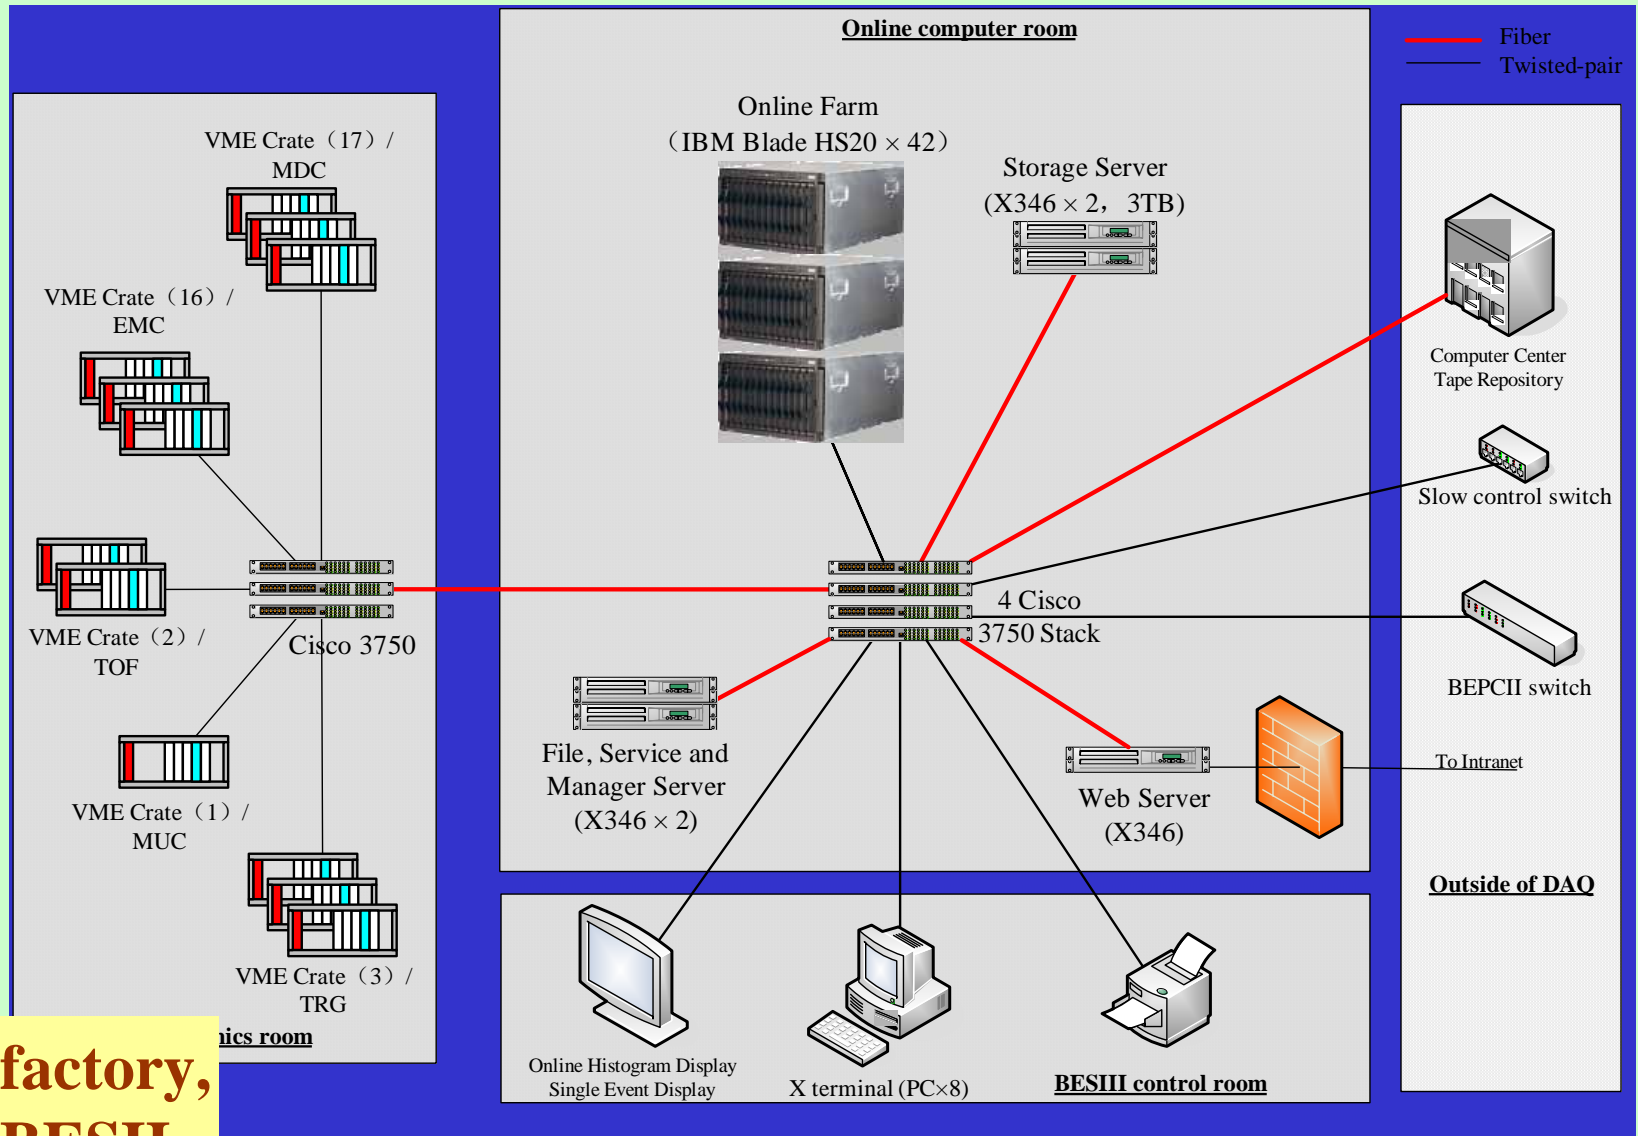 Online computer room
Fiber
Twisted-pair
Online Farm
（IBM Blade HS20 × 42）
Storage Server
(X346 × 2， 3TB)
VME Crate（17）/
MDC
VME Crate（16）/
EMC
VME Crate（2）/
TOF
Cisco 3750
VME Crate（1）/
MUC
VME Crate（3）/
TRG
nics room
4 Cisco
3750 Stack
File, Service and
Manager Server
(X346 × 2)
Web Server
(X346)
Computer Center
Tape Repository
Slow control switch
BEPCII switch
To Intranet
Outside of DAQ
Online Histogram Display
Single Event Display
X terminal (PC×8)
BESIII control room
factory,